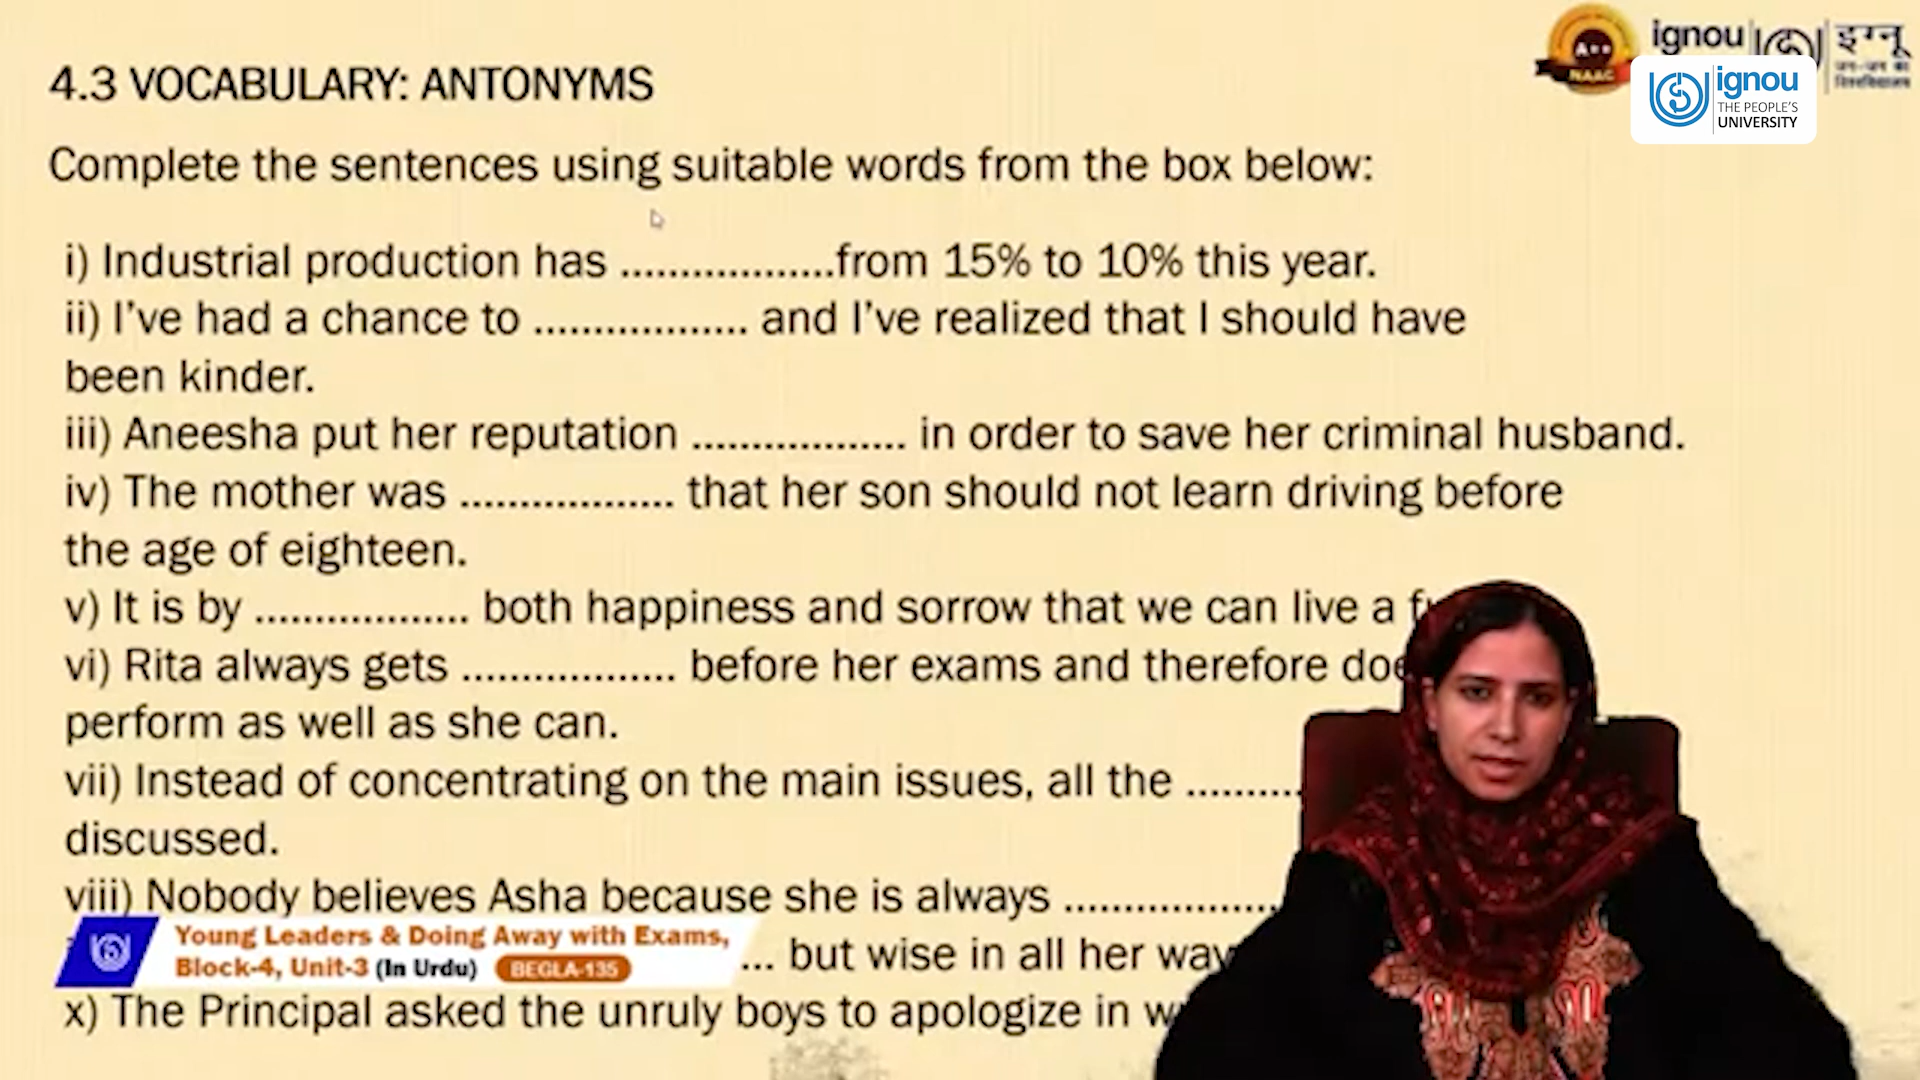 A++
NAAC
ignou
इग्नू
जन-जन का
विश्वविद्यालय
ignou
THE PEOPLE'S
UNIVERSITY
4.3 VOCABULARY: ANTONYMS
Complete the sentences using suitable words from the box below:
i) Industrial production has ..................from 15% to 10% this year.
ii) I've had a chance to .................. and I've realized that I should have
been kinder.
iii) Aneesha put her reputation .................. in order to save her criminal husband.
iv) The mother was .................. that her son should not learn driving before
the age of eighteen.
v) It is by .................. both happiness and sorrow that we can live a
vi) Rita always gets .................. before her exams and therefore
perform as well as she can.
vii) Instead of concentrating on the main issues, all the ..........
discussed.
viii) Nobody believes Asha because she is always ..................
... but wise in all her
x) The Principal asked the unruly boys to apologize in
Young Leaders & Doing Away with Exams,
Block-4, Unit-3 (In Urdu) BEGLA-135